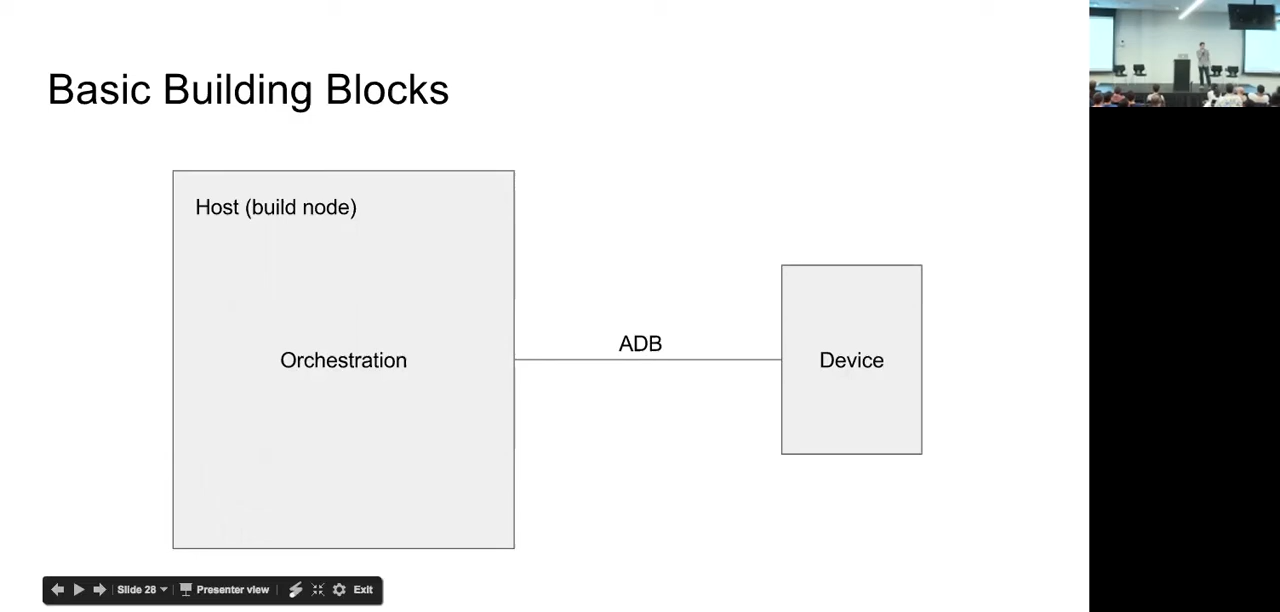 Basic Building Blocks
Host (build node)
Orchestration
ADB
Device
Slide 28
Presenter view
Exit